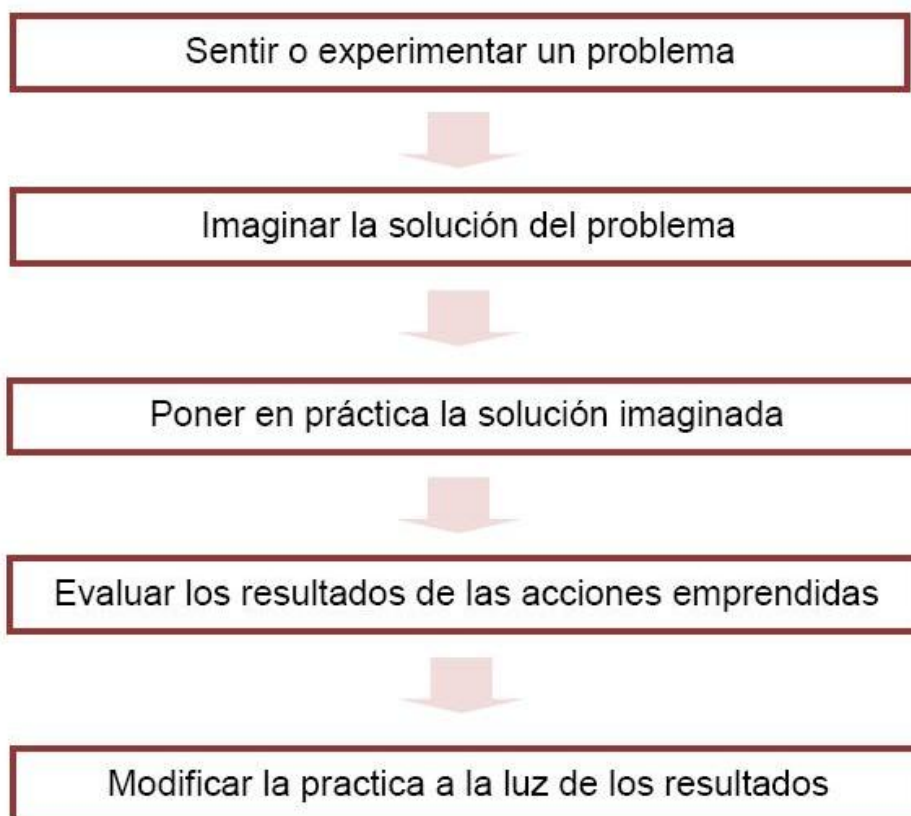 Sentir o experimentar un problema
Imaginar la solución del problema
Poner en práctica la solución imaginada
Evaluar los resultados de las acciones emprendidas
Modificar la practica a la luz de los resultados